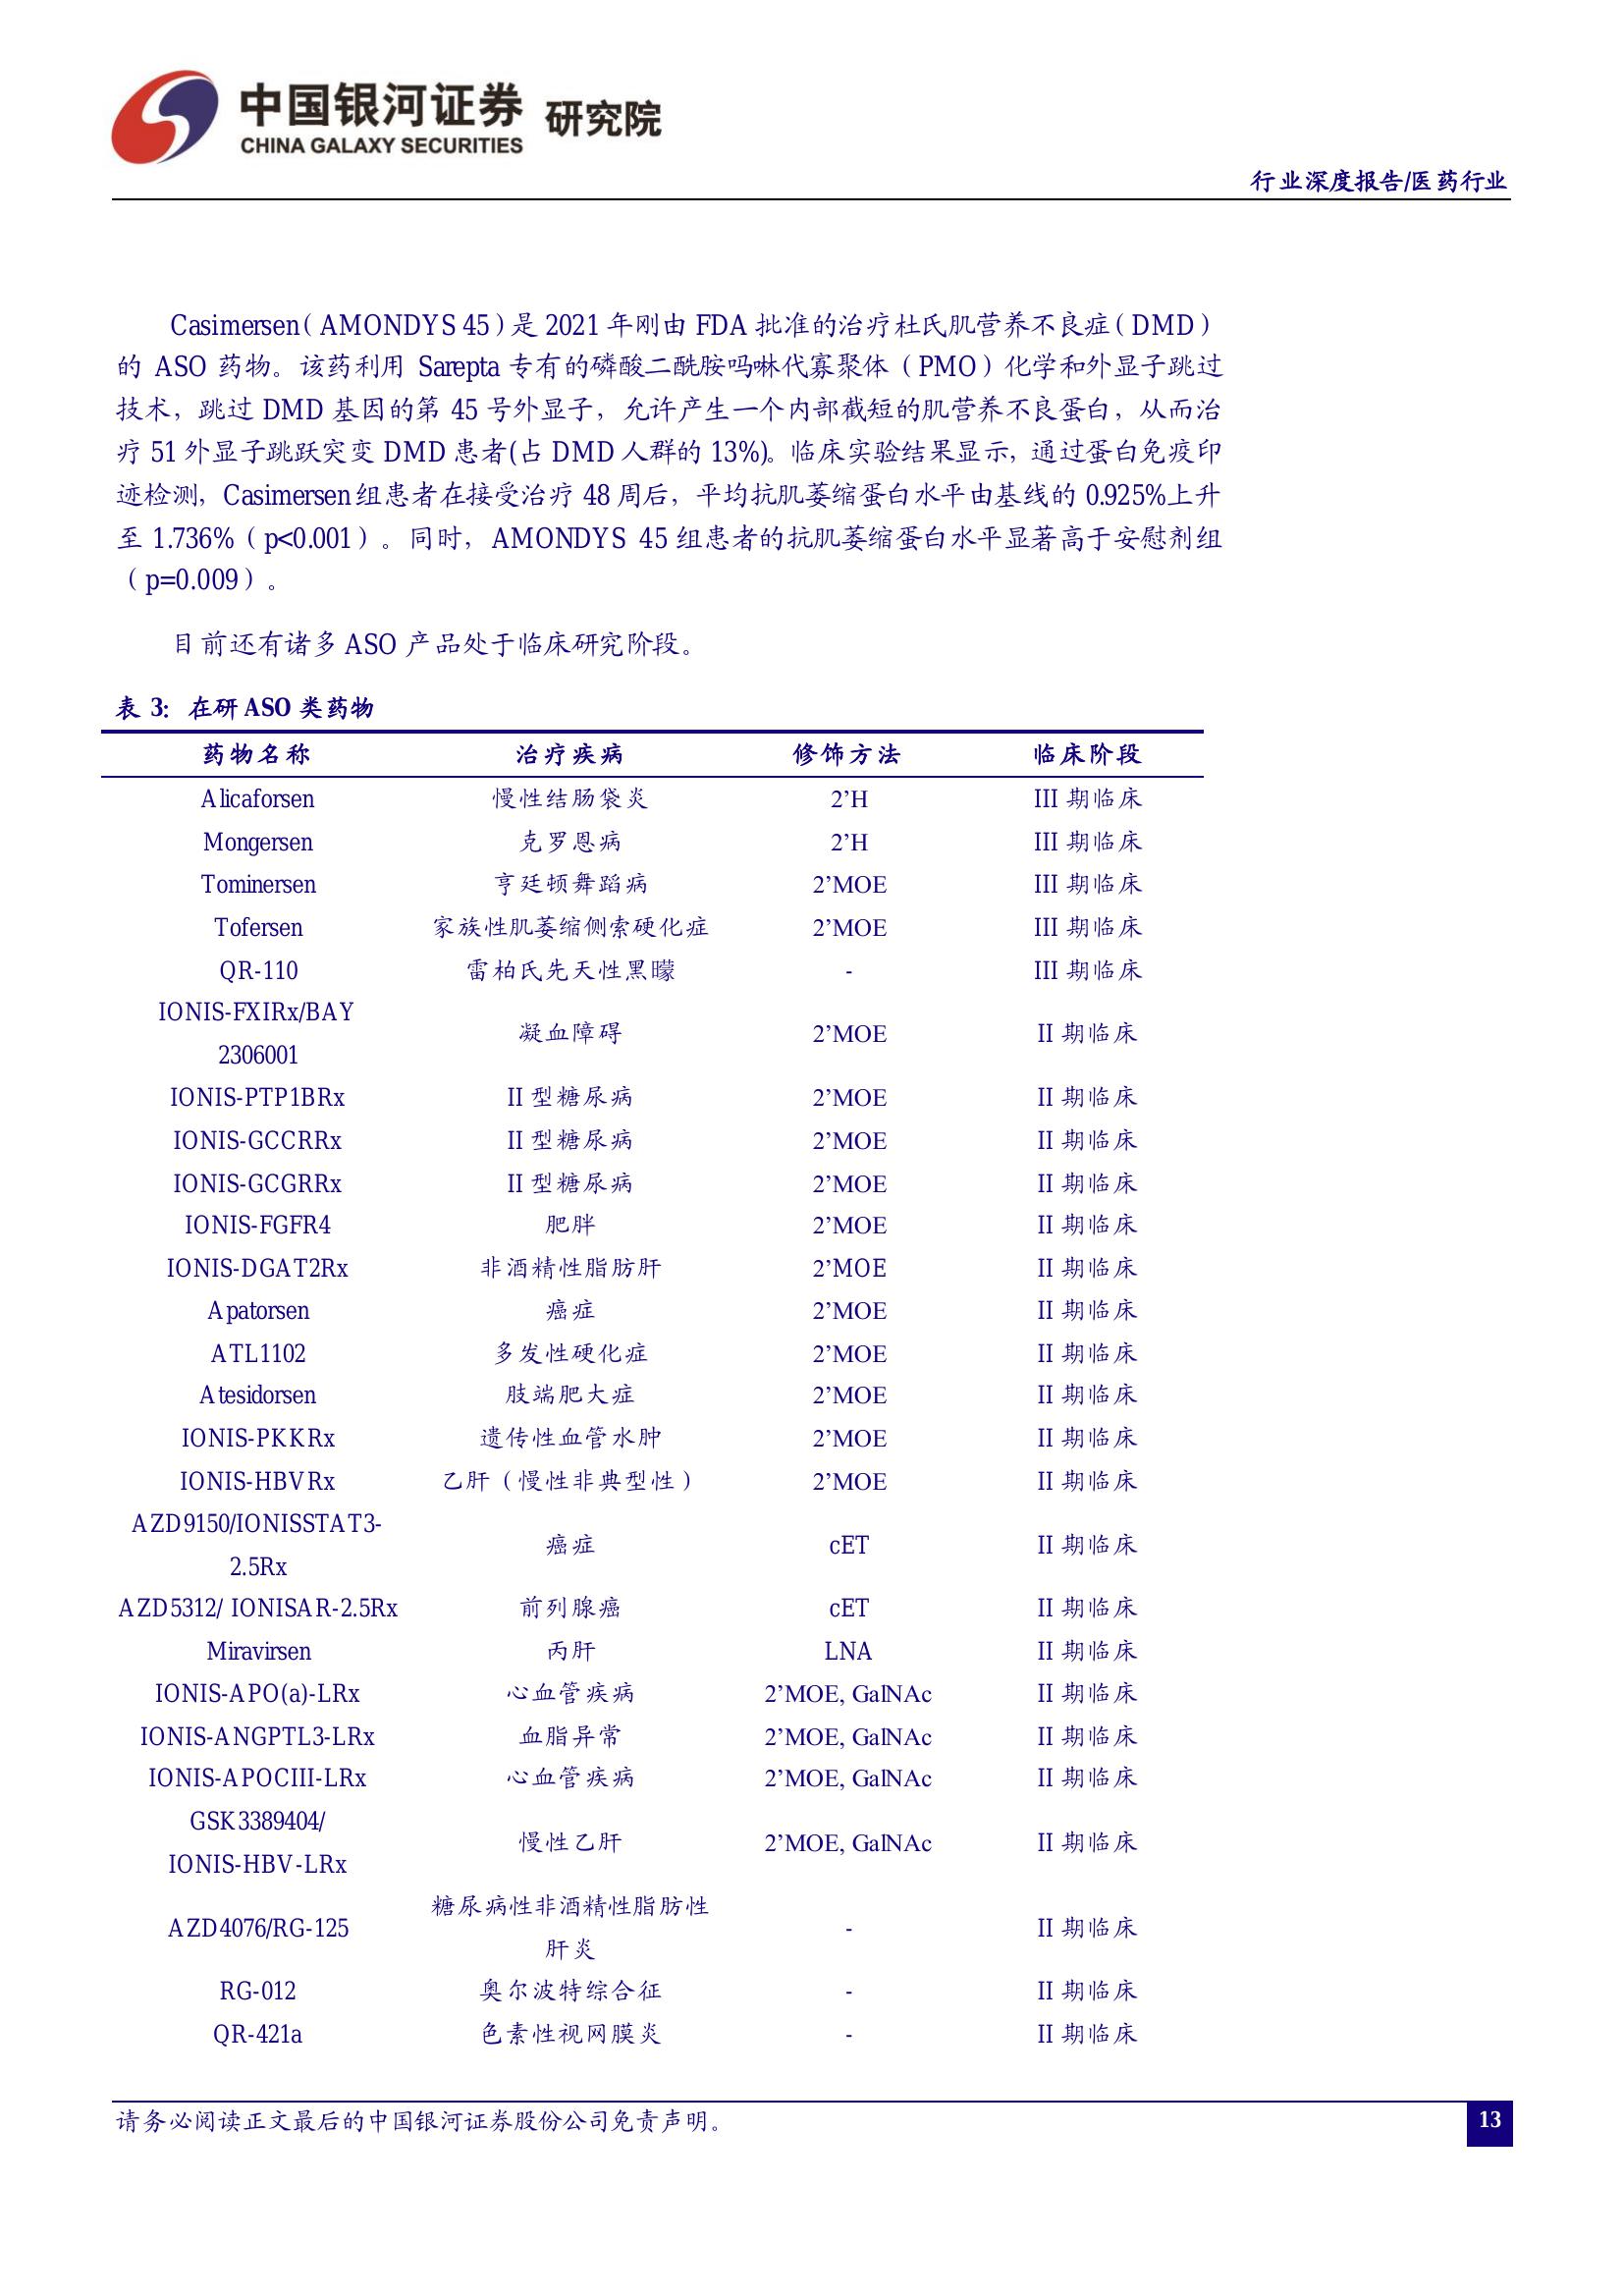 中国银河证券 研究院
CHINA GALAXY SECURITIES
行业深度报告/医药行业
Casimersen（AMONDYS 45）是 2021 年刚由 FDA 批准的治疗杜氏肌营养不良症（DMD）
的 ASO 药物。该药利用 Sarepta 专有的磷酸二酰胺吗啉代寡聚体（PMO）化学和外显子跳过
技术，跳过 DMD 基因的第 45 号外显子，允许产生一个内部截短的肌营养不良蛋白，从而治
疗 51 外显子跳跃突变 DMD 患者(占 DMD 人群的 13%)。临床实验结果显示，通过蛋白免疫印
迹检测，Casimersen 组患者在接受治疗 48 周后，平均抗肌萎缩蛋白水平由基线的 0.925%上升
至 1.736%（p<0.001）。同时，AMONDYS 45 组患者的抗肌萎缩蛋白水平显著高于安慰剂组
（p=0.009）。
目前还有诸多 ASO 产品处于临床研究阶段。
表 3：在研 ASO 类药物
药物名称 治疗疾病 修饰方法 临床阶段
Alicaforsen 慢性结肠袋炎 2’H III 期临床
Mongersen 克罗恩病 2’H III 期临床
Tominersen 亨廷顿舞蹈病 2’MOE III 期临床
Tofersen 家族性肌萎缩侧索硬化症 2’MOE III 期临床
QR-110 雷柏氏先天性黑矇 - III 期临床
IONIS-FXIRx/BAY
2306001 凝血障碍 2’MOE II 期临床
IONIS-PTP1BRx II 型糖尿病 2’MOE II 期临床
IONIS-GCCRRx II 型糖尿病 2’MOE II 期临床
IONIS-GCGRRx II 型糖尿病 2’MOE II 期临床
IONIS-FGFR4 肥胖 2’MOE II 期临床
IONIS-DGAT2Rx 非酒精性脂肪肝 2’MOE II 期临床
Apatorsen 癌症 2’MOE II 期临床
ATL1102 多发性硬化症 2’MOE II 期临床
Atesidorsen 肢端肥大症 2’MOE II 期临床
IONIS-PKKRx 遗传性血管水肿 2’MOE II 期临床
IONIS-HBVRx 乙肝（慢性非典型性） 2’MOE II 期临床
AZD9150/IONISSTAT3-
2.5Rx 癌症 cET II 期临床
AZD5312/ IONISAR-2.5Rx 前列腺癌 cET II 期临床
Miravirsen 丙肝 LNA II 期临床
IONIS-APO(a)-LRx 心血管疾病 2’MOE, GalNAc II 期临床
IONIS-ANGPTL3-LRx 血脂异常 2’MOE, GalNAc II 期临床
IONIS-APOCIII-LRx 心血管疾病 2’MOE, GalNAc II 期临床
GSK3389404/
IONIS-HBV-LRx 慢性乙肝 2’MOE, GalNAc II 期临床
AZD4076/RG-125 糖尿病性非酒精性脂肪性
肝炎 - II 期临床
RG-012 奥尔波特综合征 - II 期临床
QR-421a 色素性视网膜炎 - II 期临床
请务必阅读正文最后的中国银河证券股份公司免责声明。
13